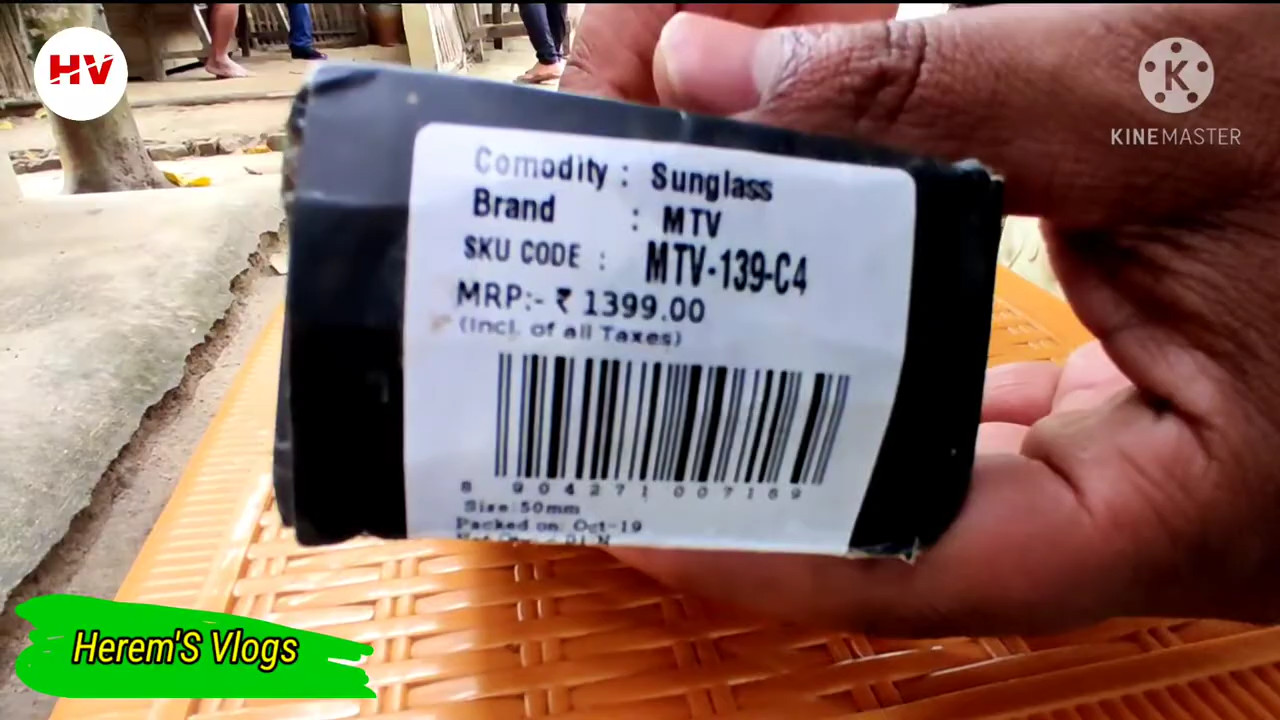 HV
KINEMASTER
Comodity : Sunglass
Brand : MTV
SKU CODE : MTV-139-C4
MRP:- ₹ 1399.00
(Incl. of all Taxes)
8 904271 007189
Size:50mm
Packed on: Oct-19
Herem'S Vlogs